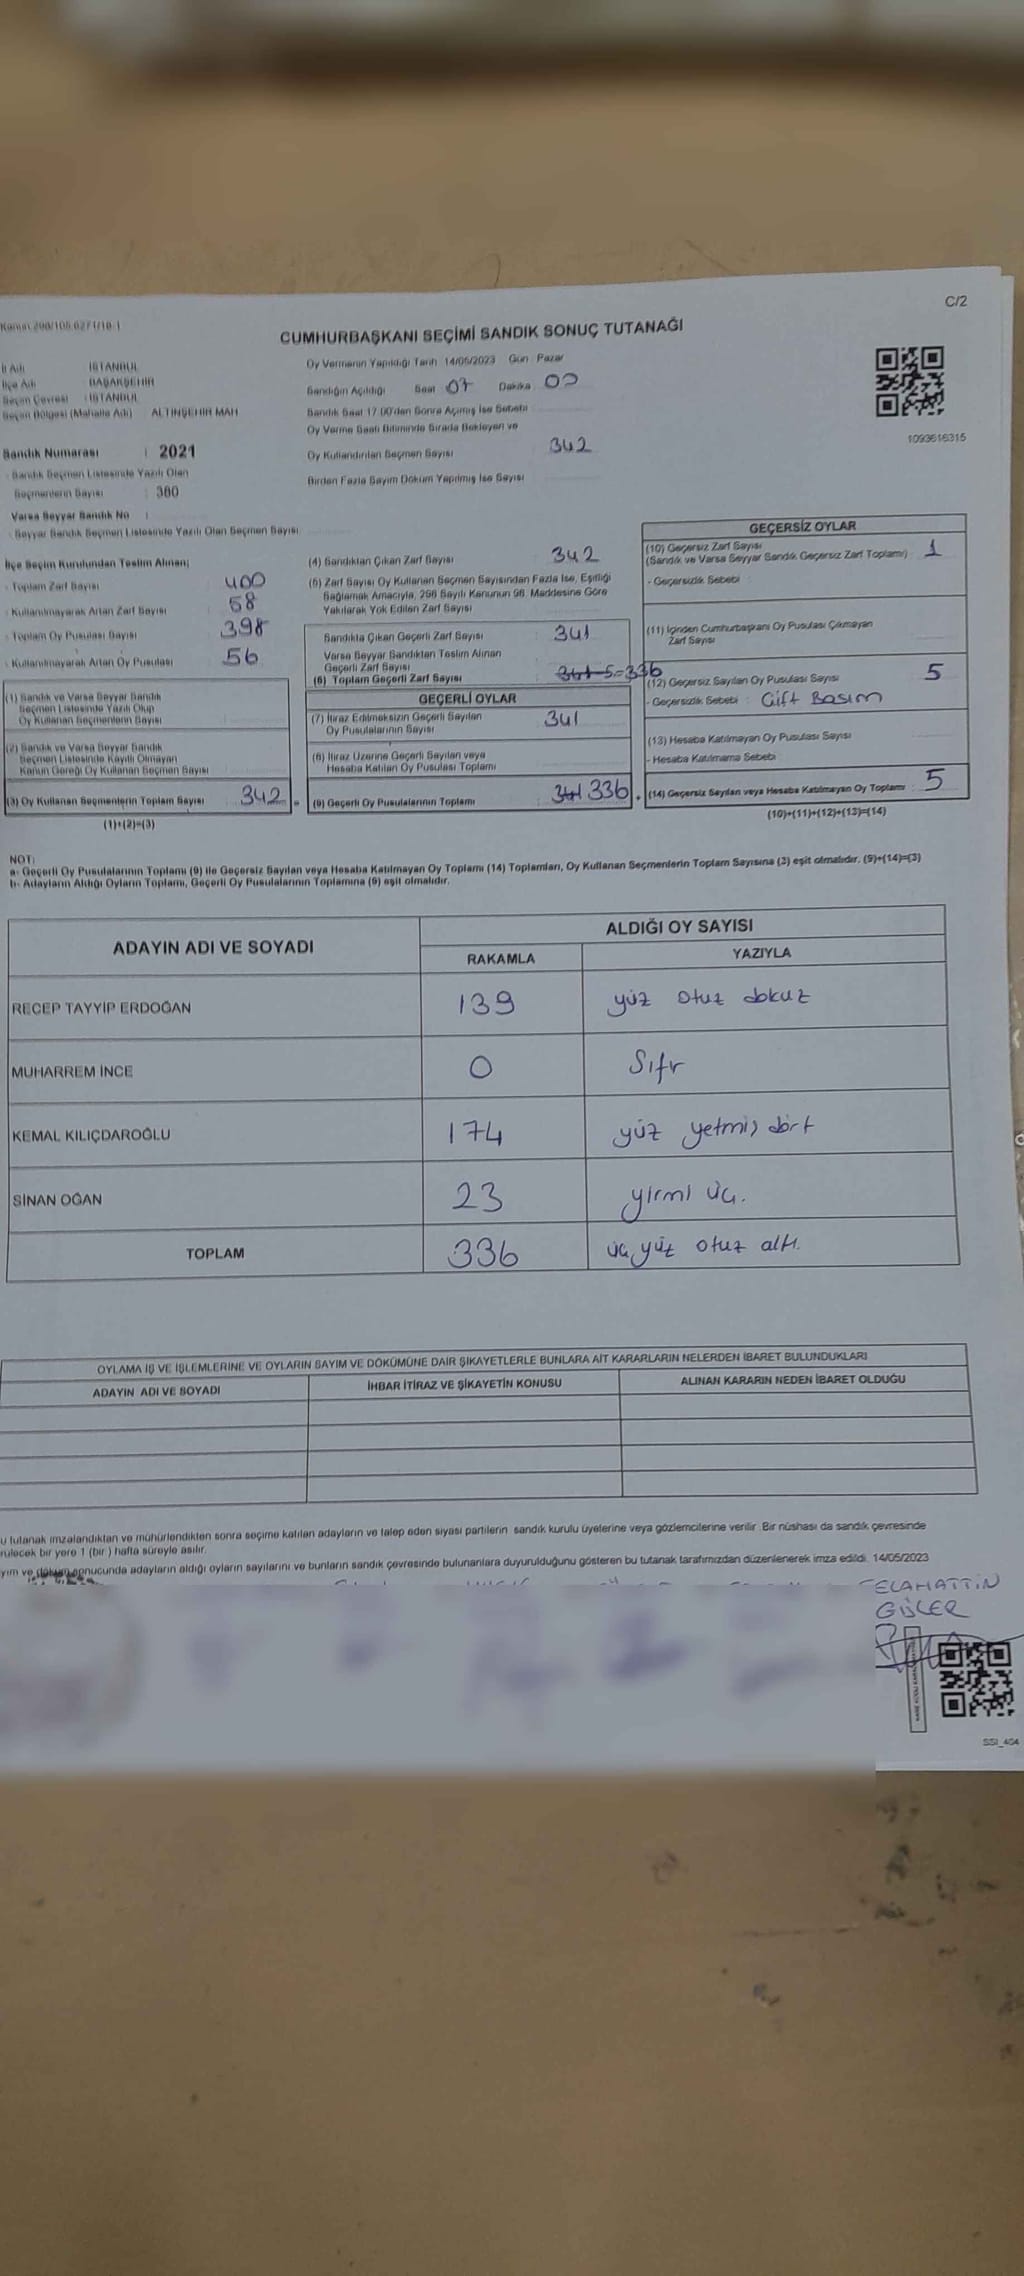 Kanun 298/105,6271/18-1
C/2
CUMHURBAŞKANI SEÇİMİ SANDIK SONUÇ TUTANAĞI
İl Adı : İSTANBUL
İlçe Adı : BAŞAKŞEHİR
Seçim Çevresi : İSTANBUL
Seçim Bölgesi (Mahalle Adı) ALTINŞEHİR MAH
Oy Vermenin Yapıldığı Tarih 14/05/2023 Gün Pazar
Sandığın Açıldığı Saat 07 Dakika 00
Sandık Saat 17.00'den Sonra Açılmış İse Sebebi
Oy Verme Saati Bitiminde Sırada Bekleyen ve
Oy Kullandırılan Seçmen Sayısı 342
Birden Fazla Sayım Döküm Yapılmış İse Sayısı
1093616315
Sandık Numarası : 2021
- Sandık Seçmen Listesinde Yazılı Olan
Seçmenlerin Sayısı : 380
Varsa Seyyar Sandık No :
- Seyyar Sandık Seçmen Listesinde Yazılı Olan Seçmen Sayısı
İlçe Seçim Kurulundan Teslim Alınan;
- Toplam Zarf Sayısı : 400
- Kullanılmayarak Artan Zarf Sayısı : 58
- Toplam Oy Pusulası Sayısı : 398
- Kullanılmayarak Artan Oy Pusulası : 56
(1) Sandık ve Varsa Seyyar Sandık
Seçmen Listesinde Yazılı Olup
Oy Kullanan Seçmenlerin Sayısı :
(2) Sandık ve Varsa Seyyar Sandık
Seçmen Listesinde Kayıtlı Olmayan
Kanun Gereği Oy Kullanan Seçmen Sayısı
(3) Oy Kullanan Seçmenlerin Toplam Sayısı : 342 =
(1)+(2)=(3)
(4) Sandıktan Çıkan Zarf Sayısı : 342
(5) Zarf Sayısı Oy Kullanan Seçmen Sayısından Fazla İse, Eşitliği
Sağlamak Amacıyla, 298 Sayılı Kanunun 98. Maddesine Göre
Yakılarak Yok Edilen Zarf Sayısı
Sandıkta Çıkan Geçerli Zarf Sayısı : 341
Varsa Seyyar Sandıktan Teslim Alınan
Geçerli Zarf Sayısı
(6) Toplam Geçerli Zarf Sayısı : 341-5=336
GEÇERLİ OYLAR
(7) İtiraz Edilmeksizin Geçerli Sayılan
Oy Pusulalarının Sayısı : 341
(8) İtiraz Üzerine Geçerli Sayılan veya
Hesaba Katılan Oy Pusulası Toplamı
(9) Geçerli Oy Pusulalarının Toplamı : 341 336 +
GEÇERSİZ OYLAR
(10) Geçersiz Zarf Sayısı
(Sandık ve Varsa Seyyar Sandık Geçersiz Zarf Toplamı) : 1
- Geçersizlik Sebebi :
(11) İçinden Cumhurbaşkanı Oy Pusulası Çıkmayan
Zarf Sayısı
(12) Geçersiz Sayılan Oy Pusulası Sayısı : 5
- Geçersizlik Sebebi : Çift Basım
(13) Hesaba Katılmayan Oy Pusulası Sayısı :
- Hesaba Katılmama Sebebi
(14) Geçersiz Sayılan veya Hesaba Katılmayan Oy Toplamı : 5
(10)+(11)+(12)+(13)=(14)
NOT:
a- Geçerli Oy Pusulalarının Toplamı (9) ile Geçersiz Sayılan veya Hesaba Katılmayan Oy Toplamı (14) Toplamları, Oy Kullanan Seçmenlerin Toplam Sayısına (3) eşit olmalıdır. (9)+(14)=(3)
b- Adayların Aldığı Oyların Toplamı, Geçerli Oy Pusulalarının Toplamına (9) eşit olmalıdır.
ADAYIN ADI VE SOYADI
ALDIĞI OY SAYISI
RAKAMLA YAZIYLA
RECEP TAYYİP ERDOĞAN 139 yüz otuz dokuz
MUHARREM İNCE 0 Sıfır
KEMAL KILIÇDAROĞLU 174 yüz yetmiş dört
SİNAN OĞAN 23 yirmi üç.
TOPLAM 336 üç yüz otuz altı.
OYLAMA İŞ VE İŞLEMLERİNE VE OYLARIN SAYIM VE DÖKÜMÜNE DAİR ŞİKAYETLERLE BUNLARA AİT KARARLARIN NELERDEN İBARET BULUNDUKLARI
ADAYIN ADI VE SOYADI İHBAR İTİRAZ VE ŞİKAYETİN KONUSU ALINAN KARARIN NEDEN İBARET OLDUĞU
u tutanak imzalandıktan ve mühürlendikten sonra seçime katılan adayların ve talep eden siyasi partilerin sandık kurulu üyelerine veya gözlemcilerine verilir. Bir nüshası da sandık çevresinde
rülecek bir yere 1 (bir) hafta süreyle asılır.
yım ve döküm sonucunda adayların aldığı oyların sayılarını ve bunların sandık çevresinde bulunanlara duyurulduğunu gösteren bu tutanak tarafımızdan düzenlenerek imza edildi. 14/05/2023
SELAHATTİN
GÜLER
SSI_404